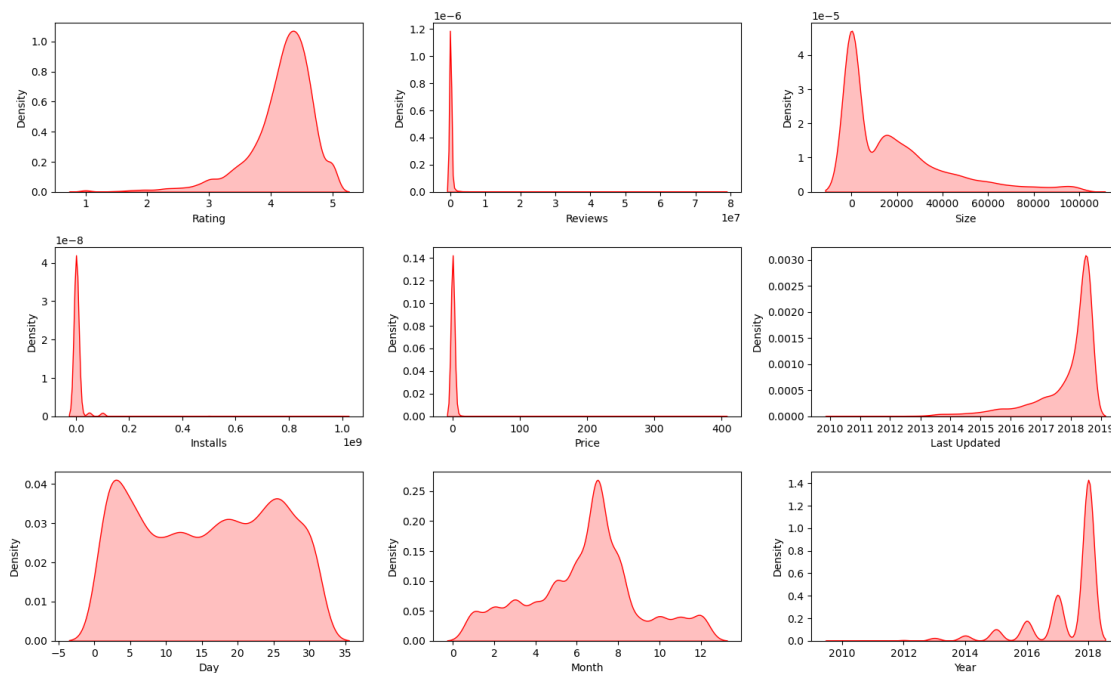 1e−6
1e−5
1.0
0.8
0.6
0.4
0.2
0.0
Density
1 2 3 4 5
Rating
1.2
1.0
0.8
0.6
0.4
0.2
0.0
Density
0 1 2 3 4 5 6 7 8
Reviews
1e7
4
3
2
1
0
Density
0 20000 40000 60000 80000 100000
Size
1e−8
4
3
2
1
0
Density
0.0 0.2 0.4 0.6 0.8 1.0
Installs
1e9
0.14
0.12
0.10
0.08
0.06
0.04
0.02
0.00
Density
0 100 200 300 400
Price
0.0030
0.0025
0.0020
0.0015
0.0010
0.0005
0.0000
Density
2010 2011 2012 2013 2014 2015 2016 2017 2018 2019
Last Updated
0.04
0.03
0.02
0.01
0.00
Density
−5 0 5 10 15 20 25 30 35
Day
0.25
0.20
0.15
0.10
0.05
0.00
Density
0 2 4 6 8 10 12
Month
1.4
1.2
1.0
0.8
0.6
0.4
0.2
0.0
Density
2010 2012 2014 2016 2018
Year